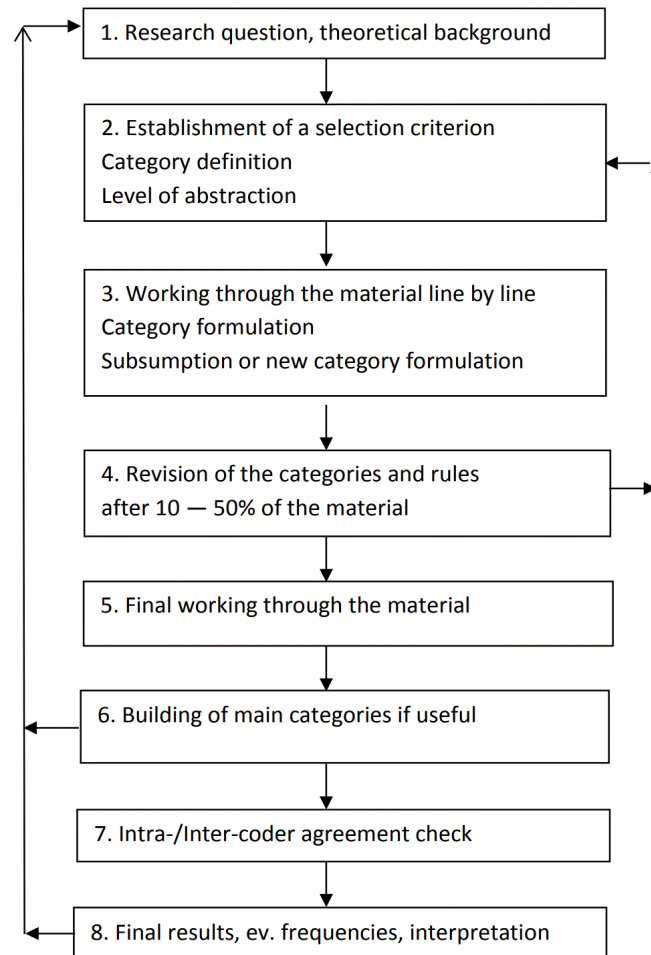 1. Research question, theoretical background
2. Establishment of a selection criterion
Category definition
Level of abstraction
3. Working through the material line by line
Category formulation
Subsumption or new category formulation
4. Revision of the categories and rules
after 10 — 50% of the material
5. Final working through the material
6. Building of main categories if useful
7. Intra-/Inter-coder agreement check
8. Final results, ev. frequencies, interpretation